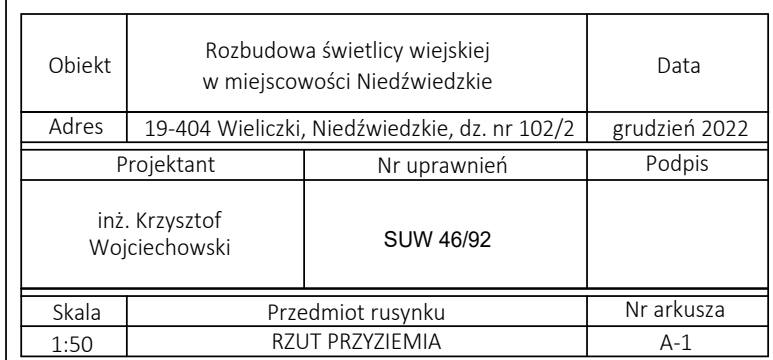 Obiekt
Rozbudowa świetlicy wiejskiej
w miejscowości Niedźwiedzkie
Data
Adres
19-404 Wieliczki, Niedźwiedzkie, dz. nr 102/2
grudzień 2022
Projektant
Nr uprawnień
Podpis
inż. Krzysztof
Wojciechowski
SUW 46/92
Skala
Przedmiot rusynku
Nr arkusza
1:50
RZUT PRZYZIEMIA
A-1